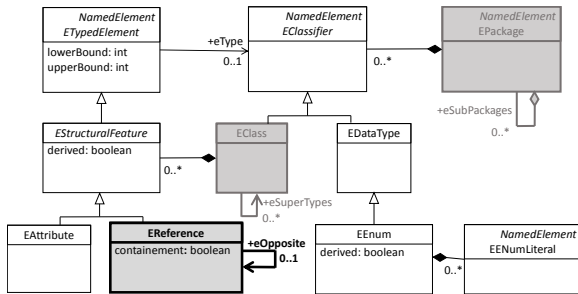 NamedElement
ETypedElement
lowerBound: int
upperBound: int
+eType
0..1
NamedElement
EClassifier
0..*
NamedElement
EPackage
+eSubPackages
0..*
EStructuralFeature
derived: boolean
0..*
EClass
+eSuperTypes
0..*
EDataType
EAttribute
EReference
containement: boolean
+eOpposite
0..1
EEnum
derived: boolean
0..*
NamedElement
EENumLiteral